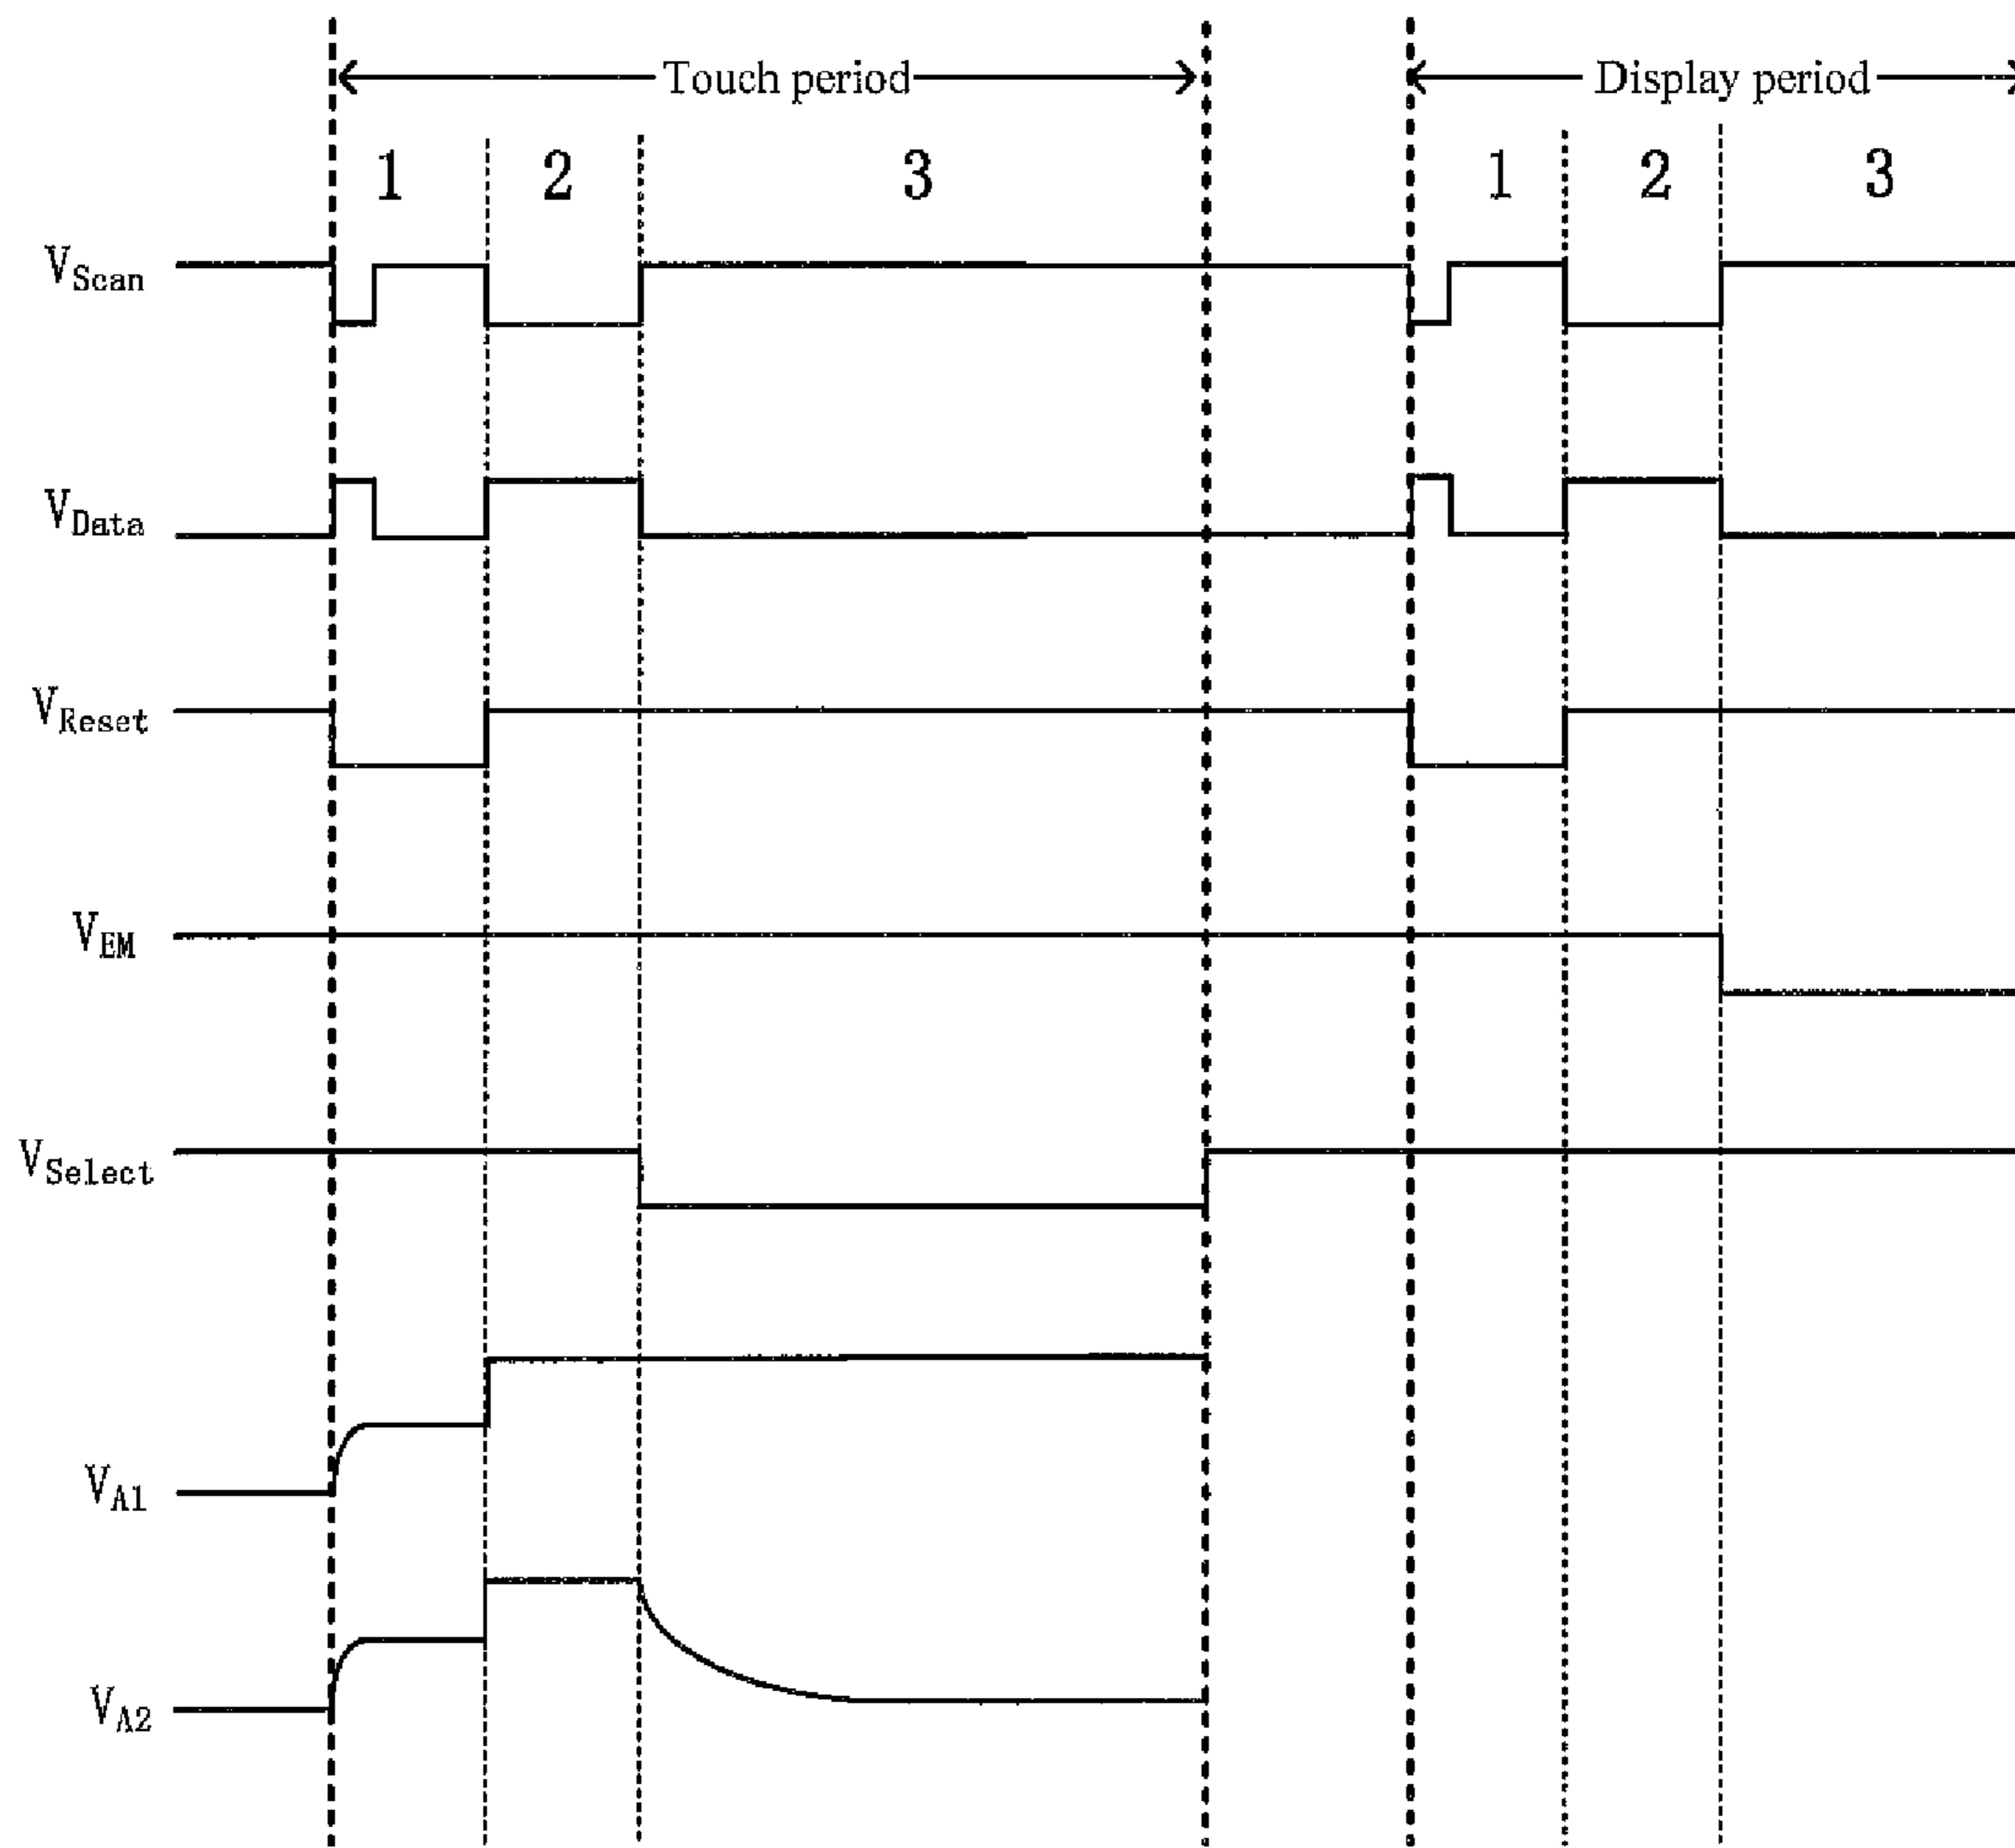 Touch period Display period
1 2 3 1 2 3
V_Scan
V_Data
V_Reset
V_EM
V_Select
V_A1
V_A2